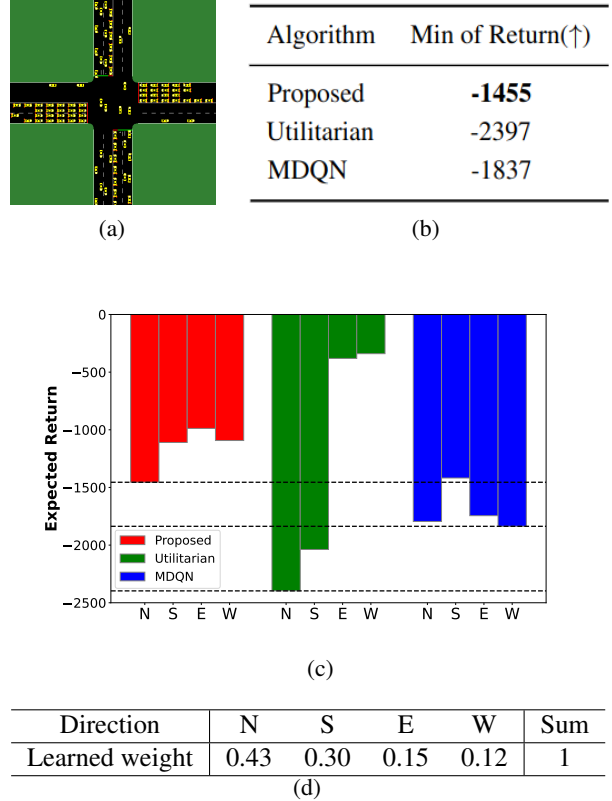 Algorithm Min of Return(↑)
Proposed -1455
Utilitarian -2397
MDQN -1837
(a) (b)
0
−500
−1000
−1500
−2000
−2500
Expected Return
Proposed
Utilitarian
MDQN
N S E W N S E W N S E W
(c)
Direction N S E W Sum
Learned weight 0.43 0.30 0.15 0.12 1
(d)